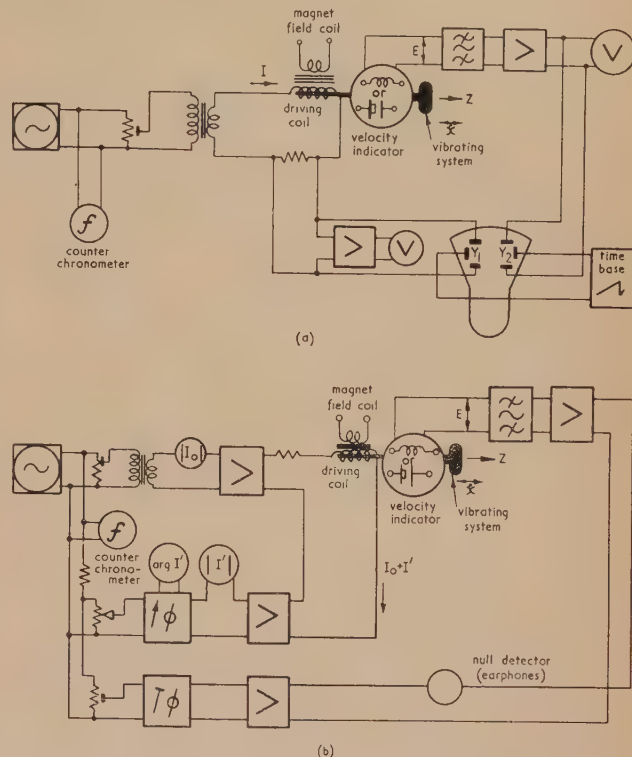 magnet
field coil
I
E
V
driving
coil
or
velocity
indicator
Z
ẋ
vibrating
system
f
counter
chronometer
V
Y1
Y2
time
base
(a)
magnet
field coil
|I₀|
E
driving
coil
or
velocity
indicator
Z
ẋ
vibrating
system
f
counter
chrono-
meter
arg I'
|I'|
I₀+I'
ϕ
null detector
(earphones)
ϕ
(b)